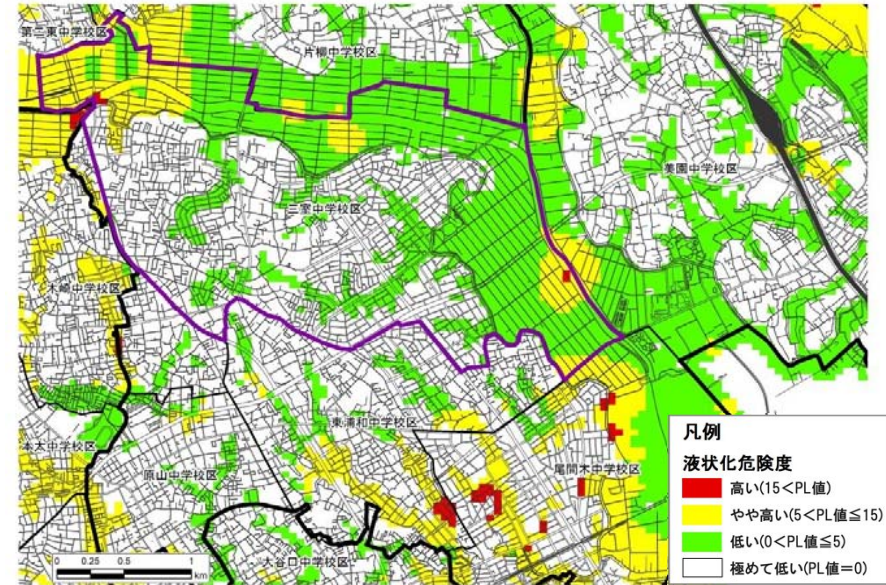 第二東中学校区
片柳中学校区
美園中学校区
三室中学校区
木崎中学校区
東浦和中学校区
本太中学校区
原山中学校区
尾間木中学校区
大谷口中学校区
0 0.25 0.5 1
km
凡例
液状化危険度
高い(15<PL値)
やや高い(5<PL値≦15)
低い(0<PL値≦5)
極めて低い(PL値=0)